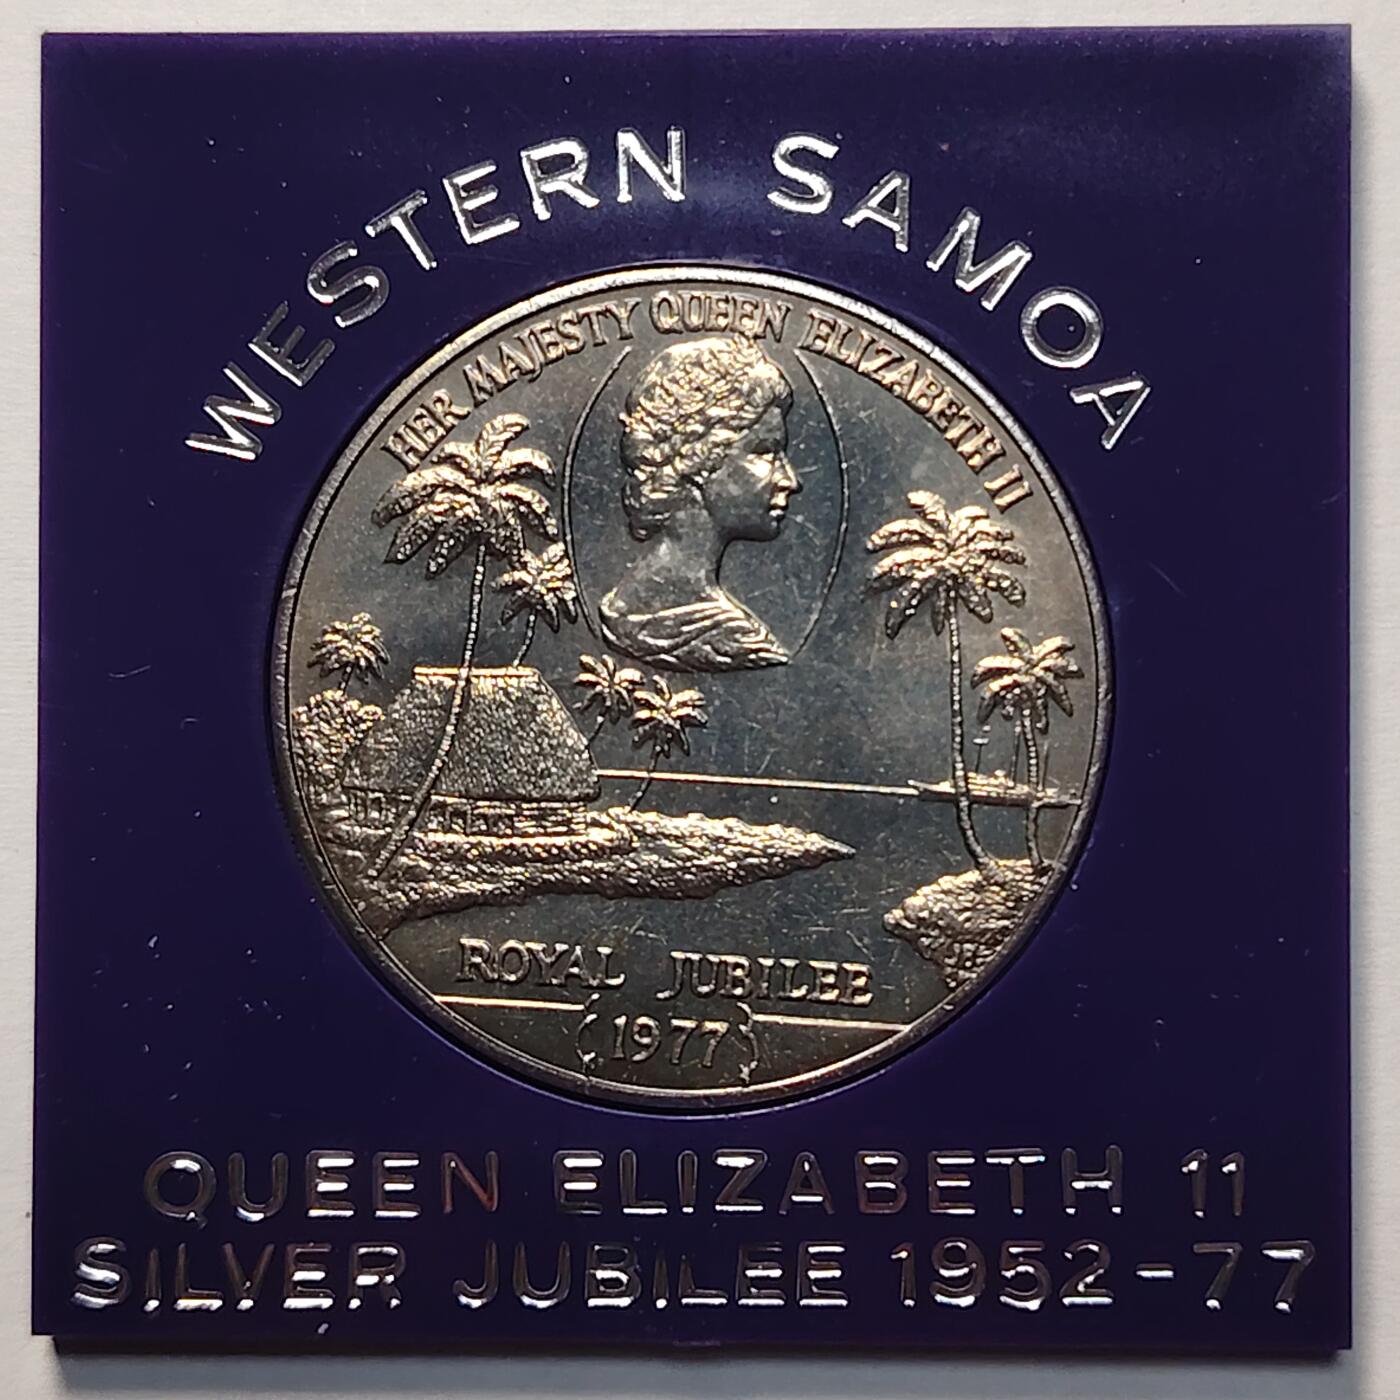 WESTERN SAMOA
HER MAJESTY QUEEN ELIZABETH II
ROYAL JUBILEE
(1977)
QUEEN ELIZABETH 11
SILVER JUBILEE 1952-77